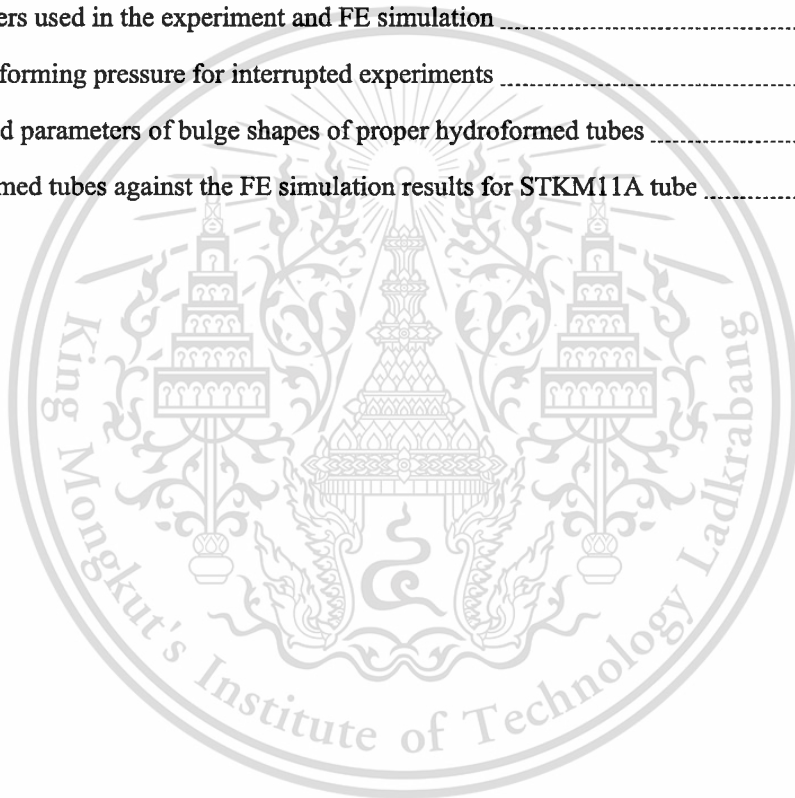 ers used in the experiment and FE simulation
forming pressure for interrupted experiments
d parameters of bulge shapes of proper hydroformed tubes
med tubes against the FE simulation results for STKM11A tube
King Mongkut's Institute of Technology Ladkrabang